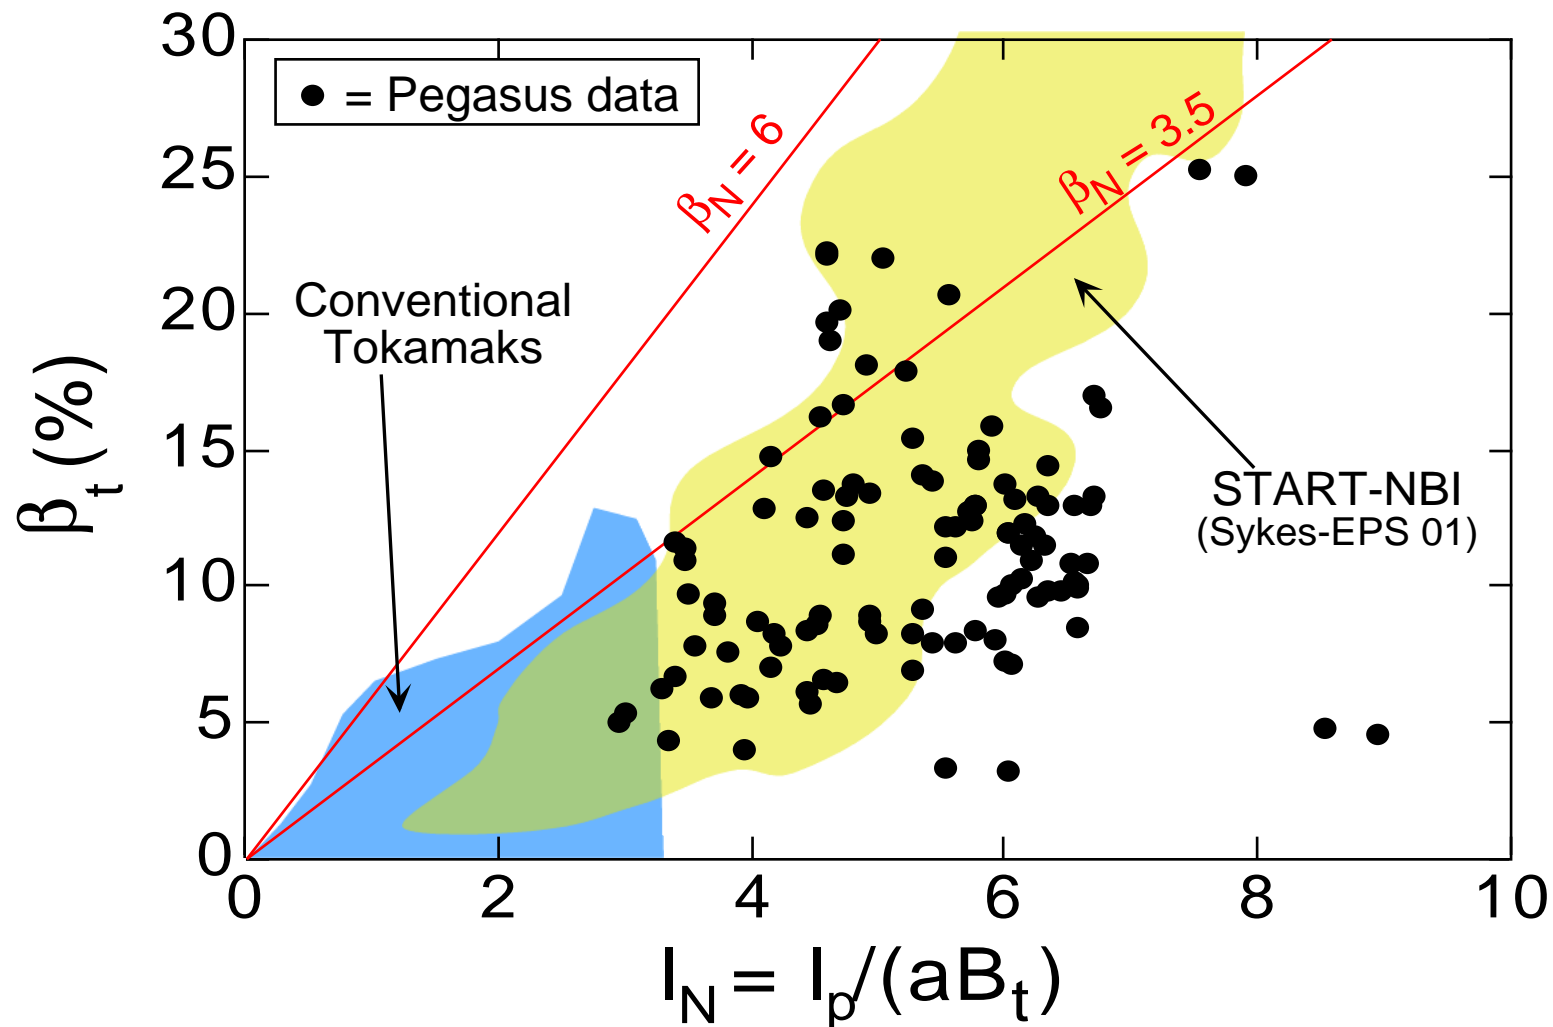 30
● = Pegasus data
βN = 6
βN = 3.5
25
20
Conventional
Tokamaks
βt (%)
15
START-NBI
(Sykes-EPS 01)
10
5
0
0 2 4 6 8 10
IN = Ip/(aBt)